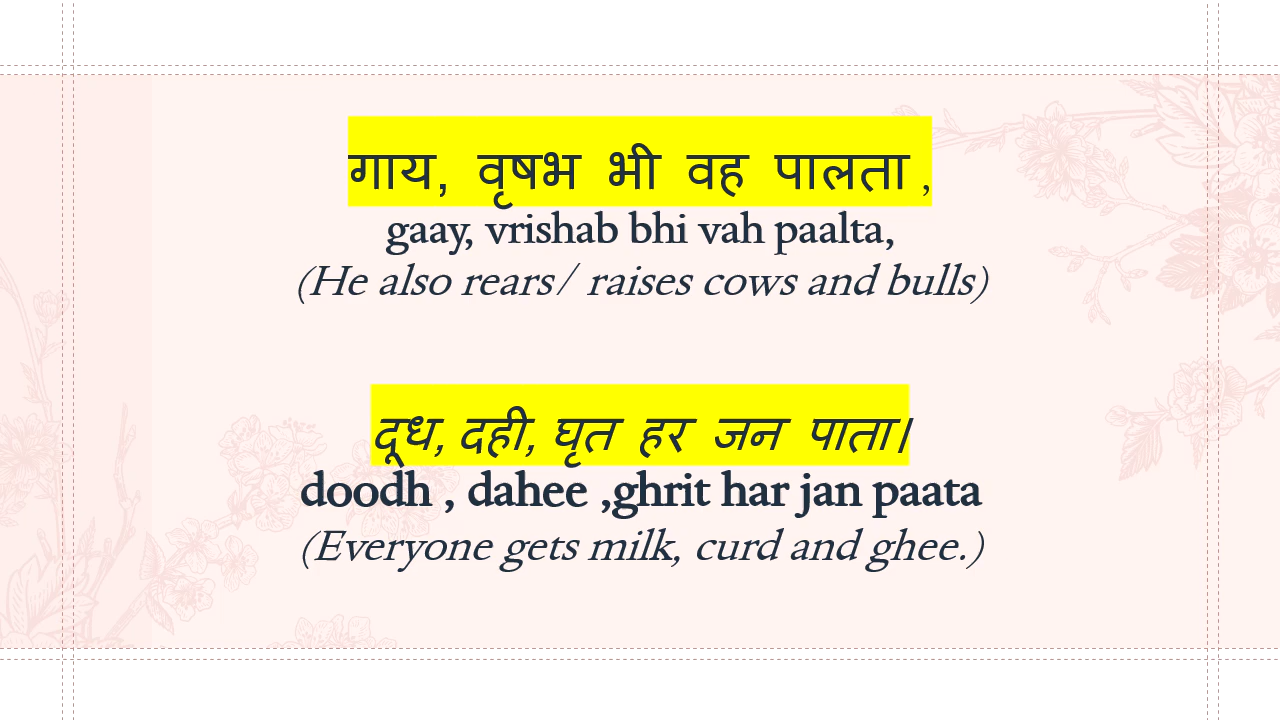 गाय, वृषभ भी वह पालता ,
gaay, vrishab bhi vah paalta,
(He also rears/ raises cows and bulls)
दूध, दही, घृत हर जन पाता।
doodh , dahee ,ghrit har jan paata
(Everyone gets milk, curd and ghee.)